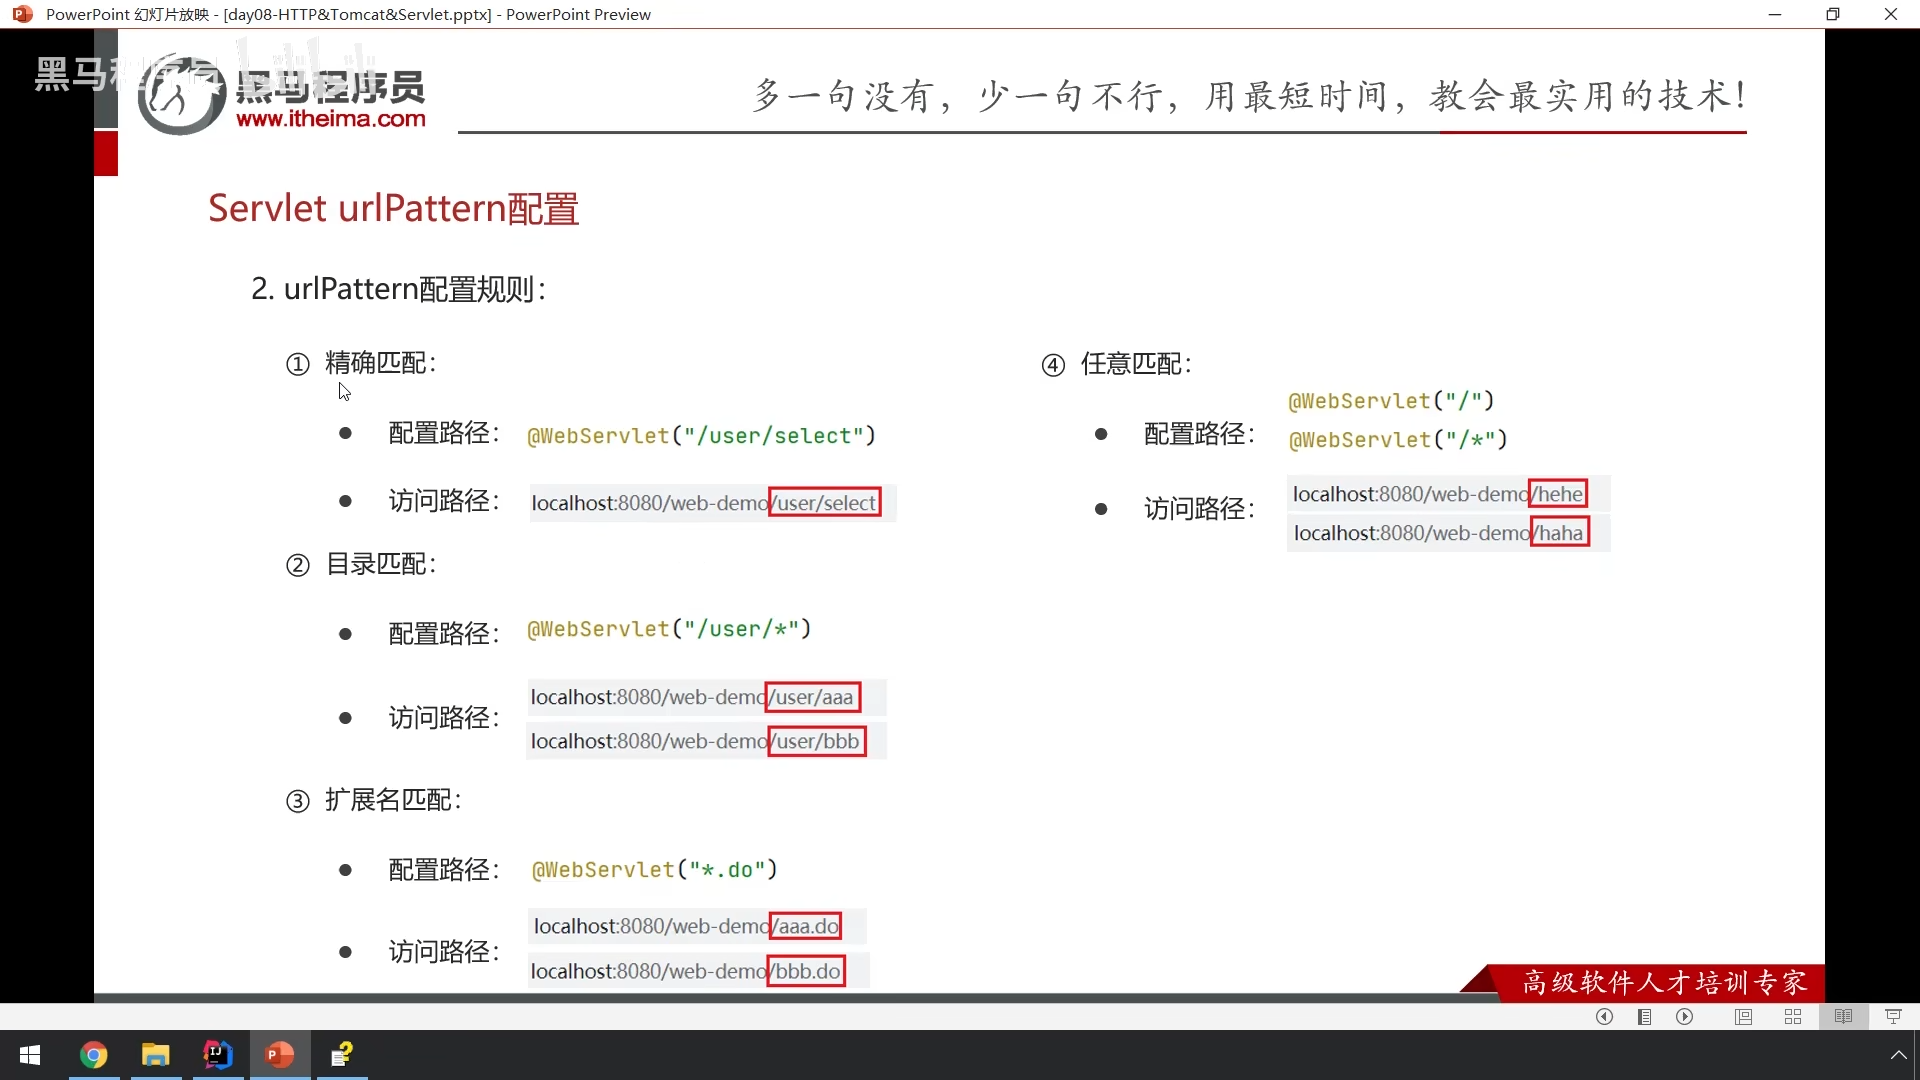 PowerPoint 幻灯片放映 - [day08-HTTP&Tomcat&Servlet.pptx] - PowerPoint Preview
黑马程序员
黑马程序员
www.itheima.com
多一句没有，少一句不行，用最短时间，教会最实用的技术！
Servlet urlPattern配置
2. urlPattern配置规则：
① 精确匹配：
配置路径： @WebServlet("/user/select")
访问路径： localhost:8080/web-demo/user/select
② 目录匹配：
配置路径： @WebServlet("/user/*")
访问路径：
localhost:8080/web-demo/user/aaa
localhost:8080/web-demo/user/bbb
③ 扩展名匹配：
配置路径： @WebServlet("*.do")
访问路径：
localhost:8080/web-demo/aaa.do
localhost:8080/web-demo/bbb.do
④ 任意匹配：
配置路径：
@WebServlet("/")
@WebServlet("/*")
访问路径：
localhost:8080/web-demo/hehe
localhost:8080/web-demo/haha
高级软件人才培训专家